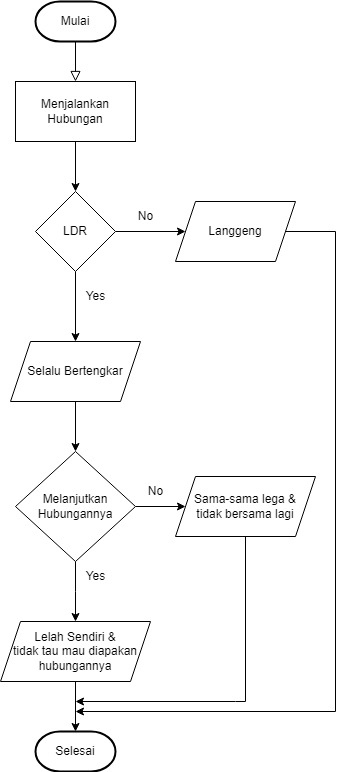 Mulai
Menjalankan
Hubungan
LDR
No
Langgeng
Yes
Selalu Bertengkar
Melanjutkan
Hubungannya
No
Sama-sama lega &
tidak bersama lagi
Yes
Lelah Sendiri &
tidak tau mau diapakan
hubungannya
Selesai